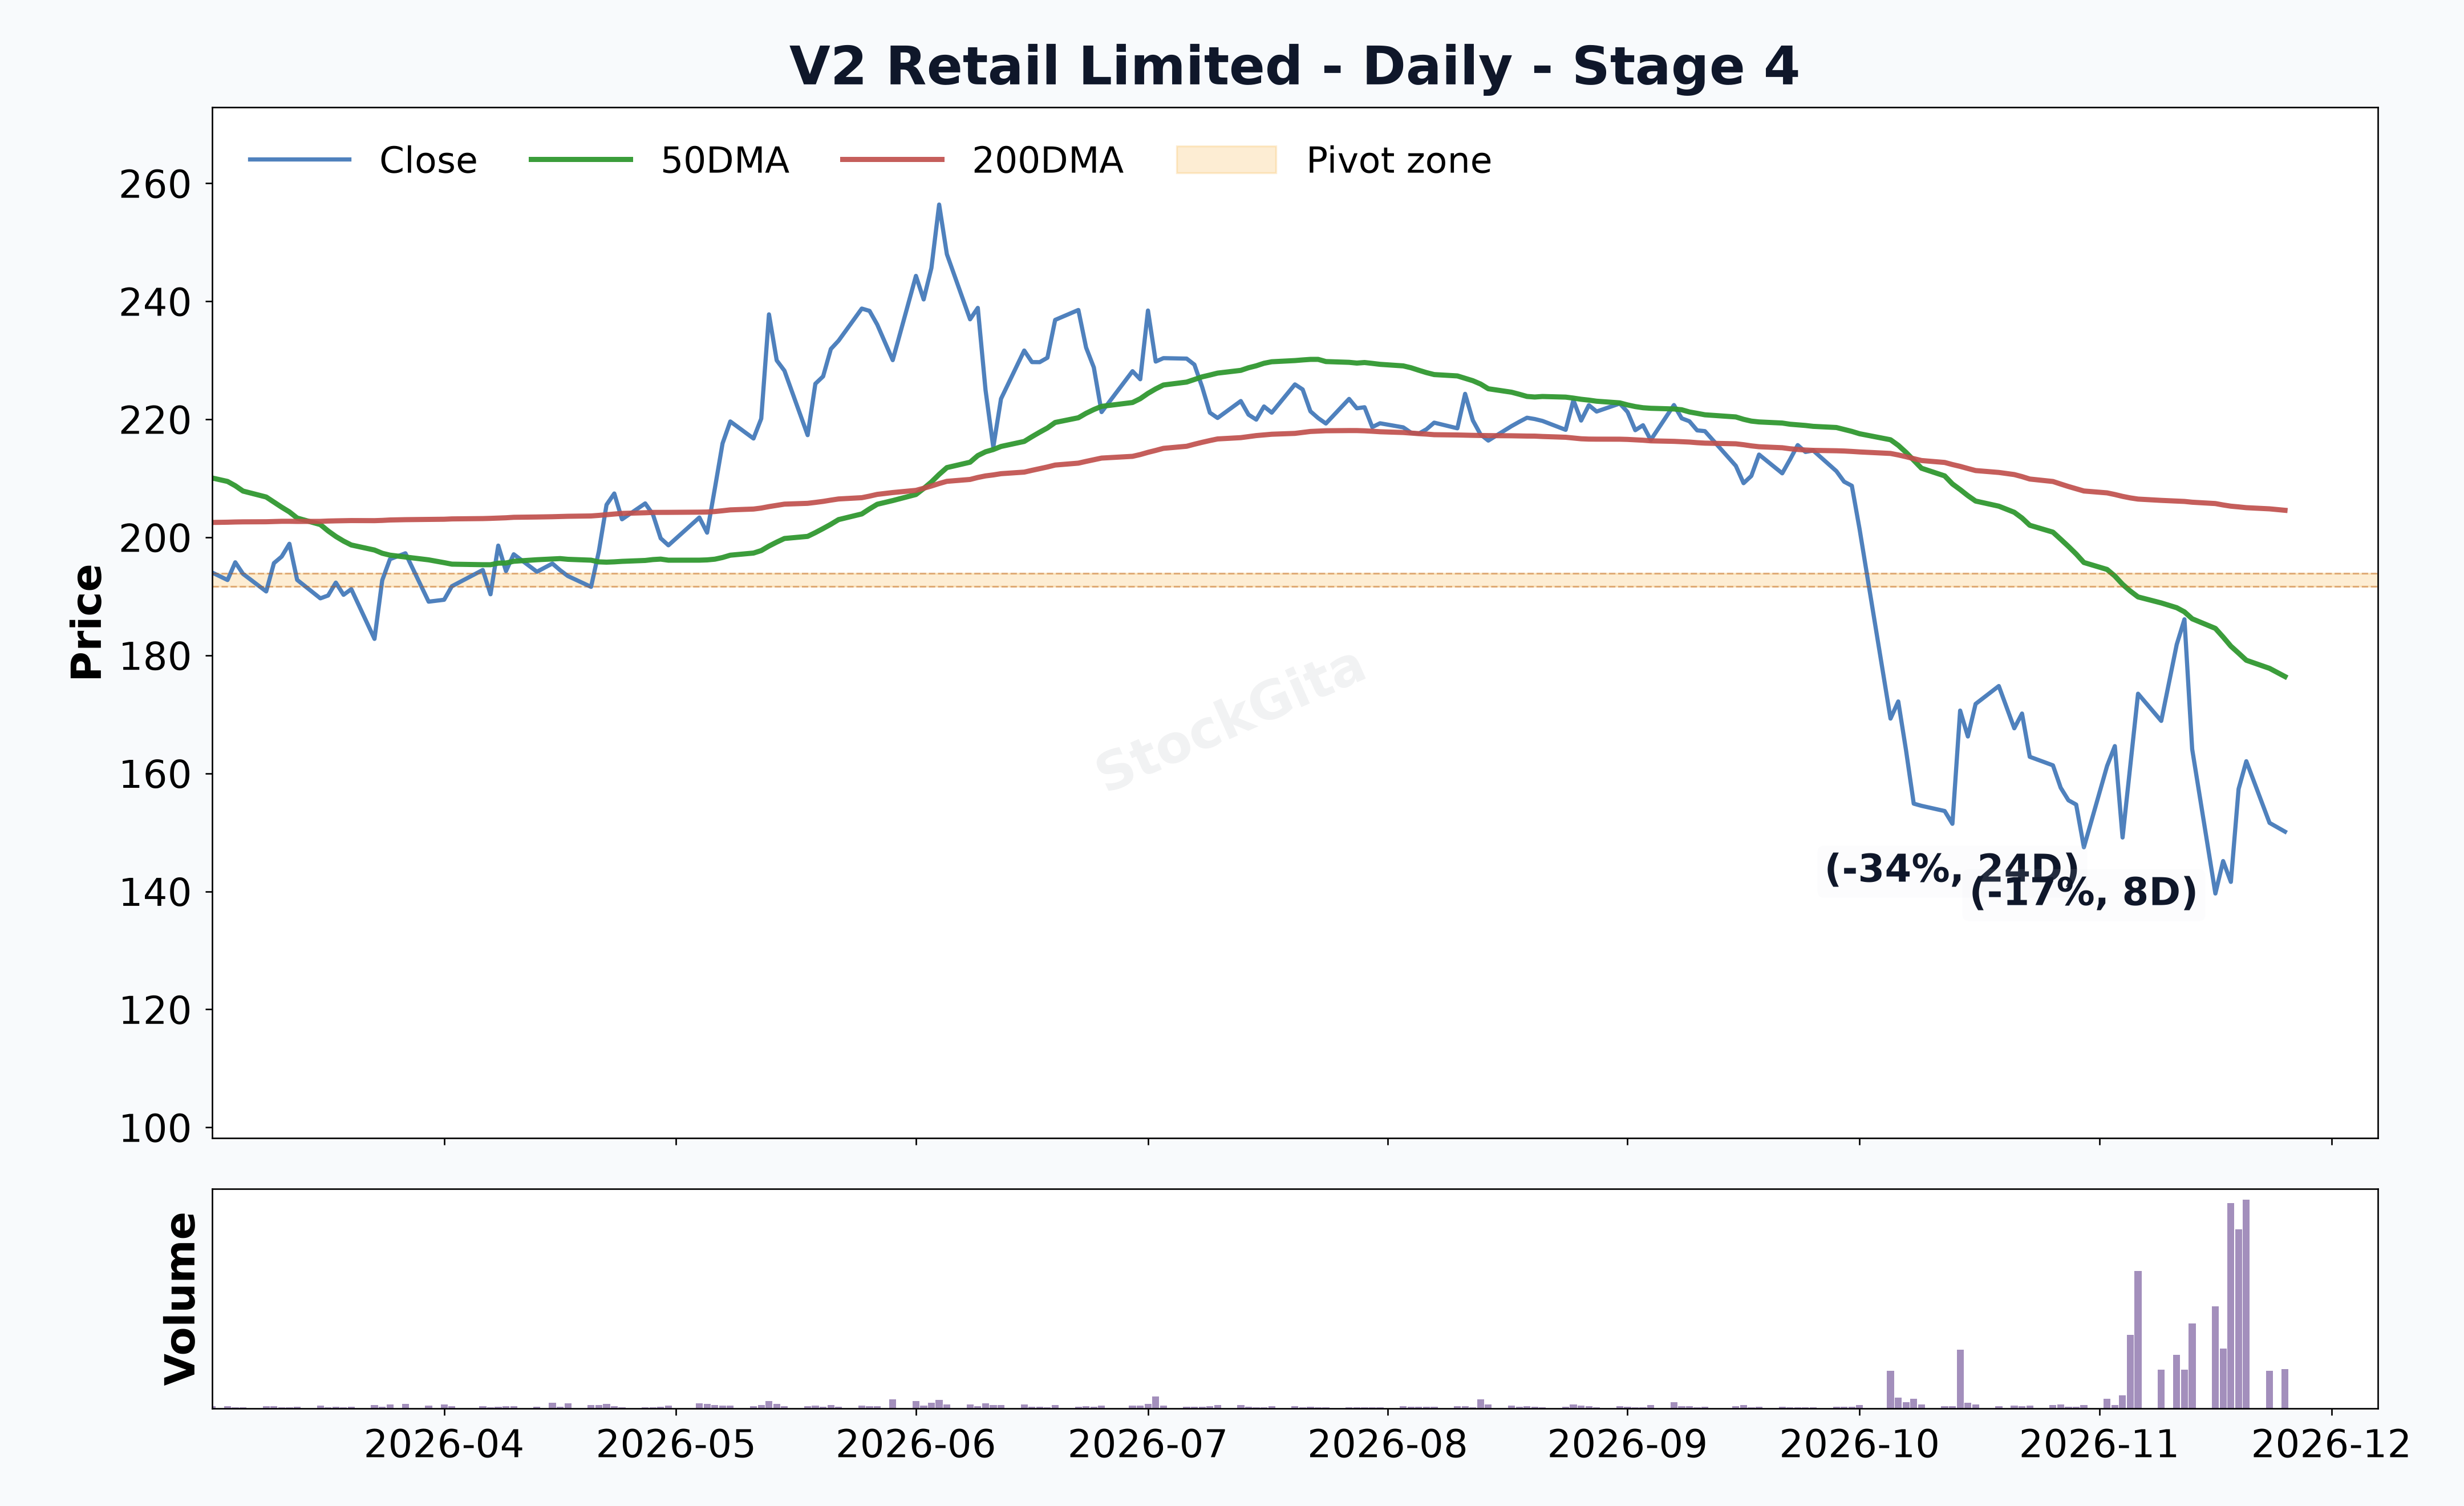 V2 Retail Limited - Daily - Stage 4
Close 50DMA 200DMA Pivot zone
260
240
220
200
180
160
140
120
100
Price
StockGita
(-34%, 24D)
(-17%, 8D)
Volume
2026-04 2026-05 2026-06 2026-07 2026-08 2026-09 2026-10 2026-11 2026-12